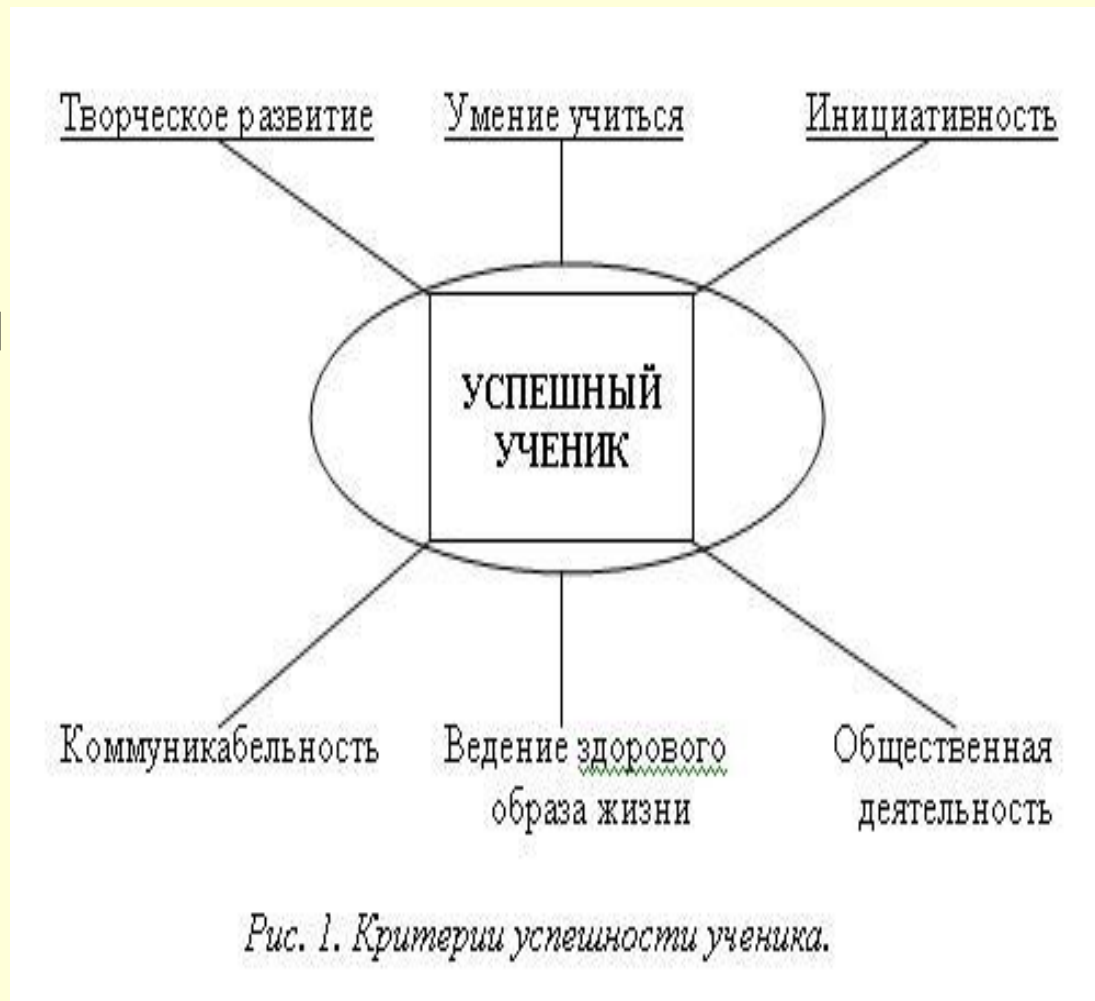 Творческое развитие
Умение учиться
Инициативность
УСПЕШНЫЙ
УЧЕНИК
Коммуникабельность
Ведение здорового
образа жизни
Общественная
деятельность
Рис. 1. Критерии успешности ученика.